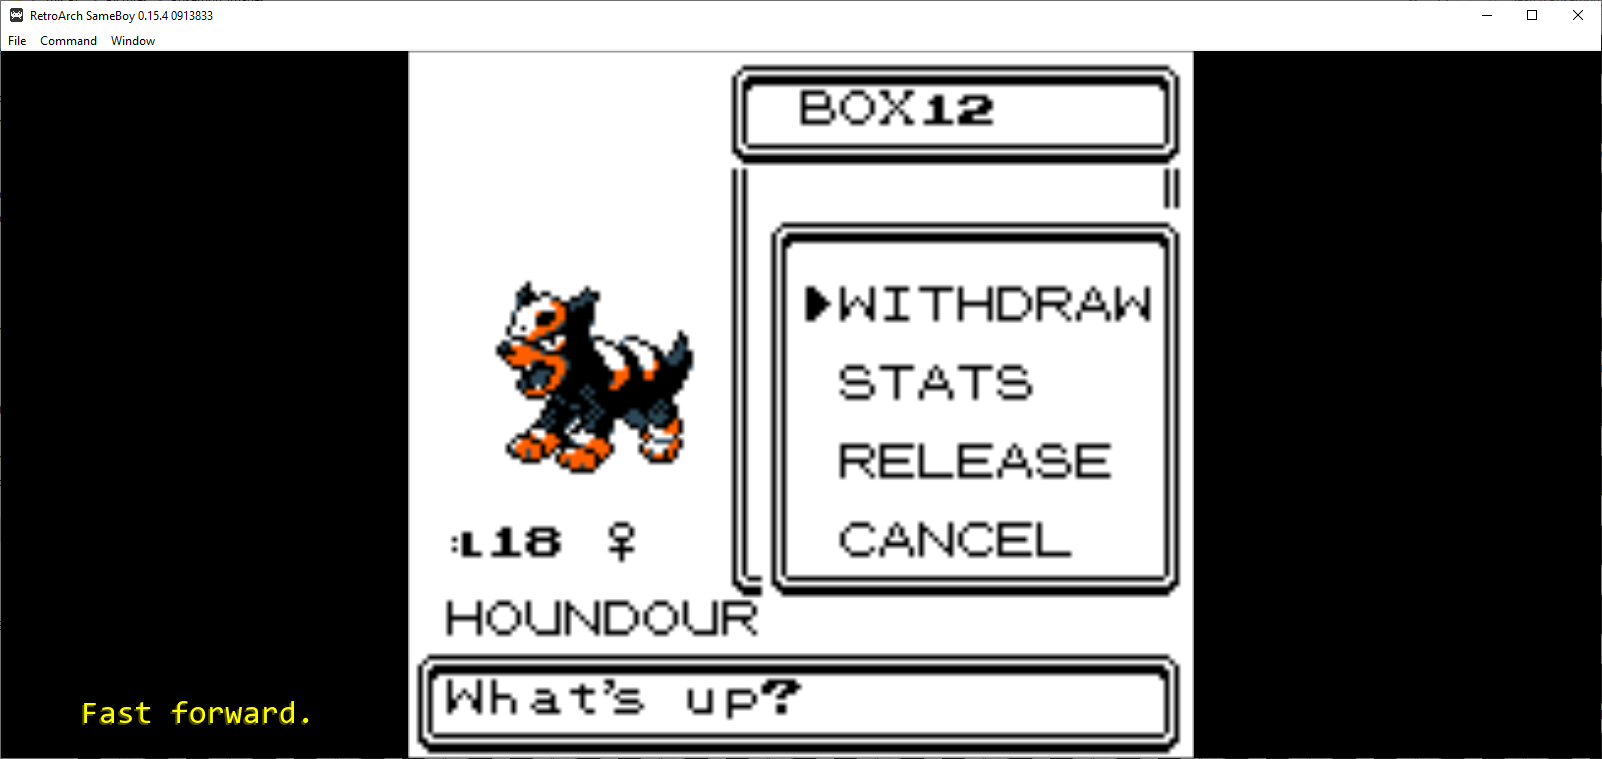 RetroArch SameBoy 0.15.4 0913833
File Command Window
BOX12
WITHDRAW
STATS
RELEASE
CANCEL
:L18 ♀
HOUNDOUR
What's up?
Fast forward.